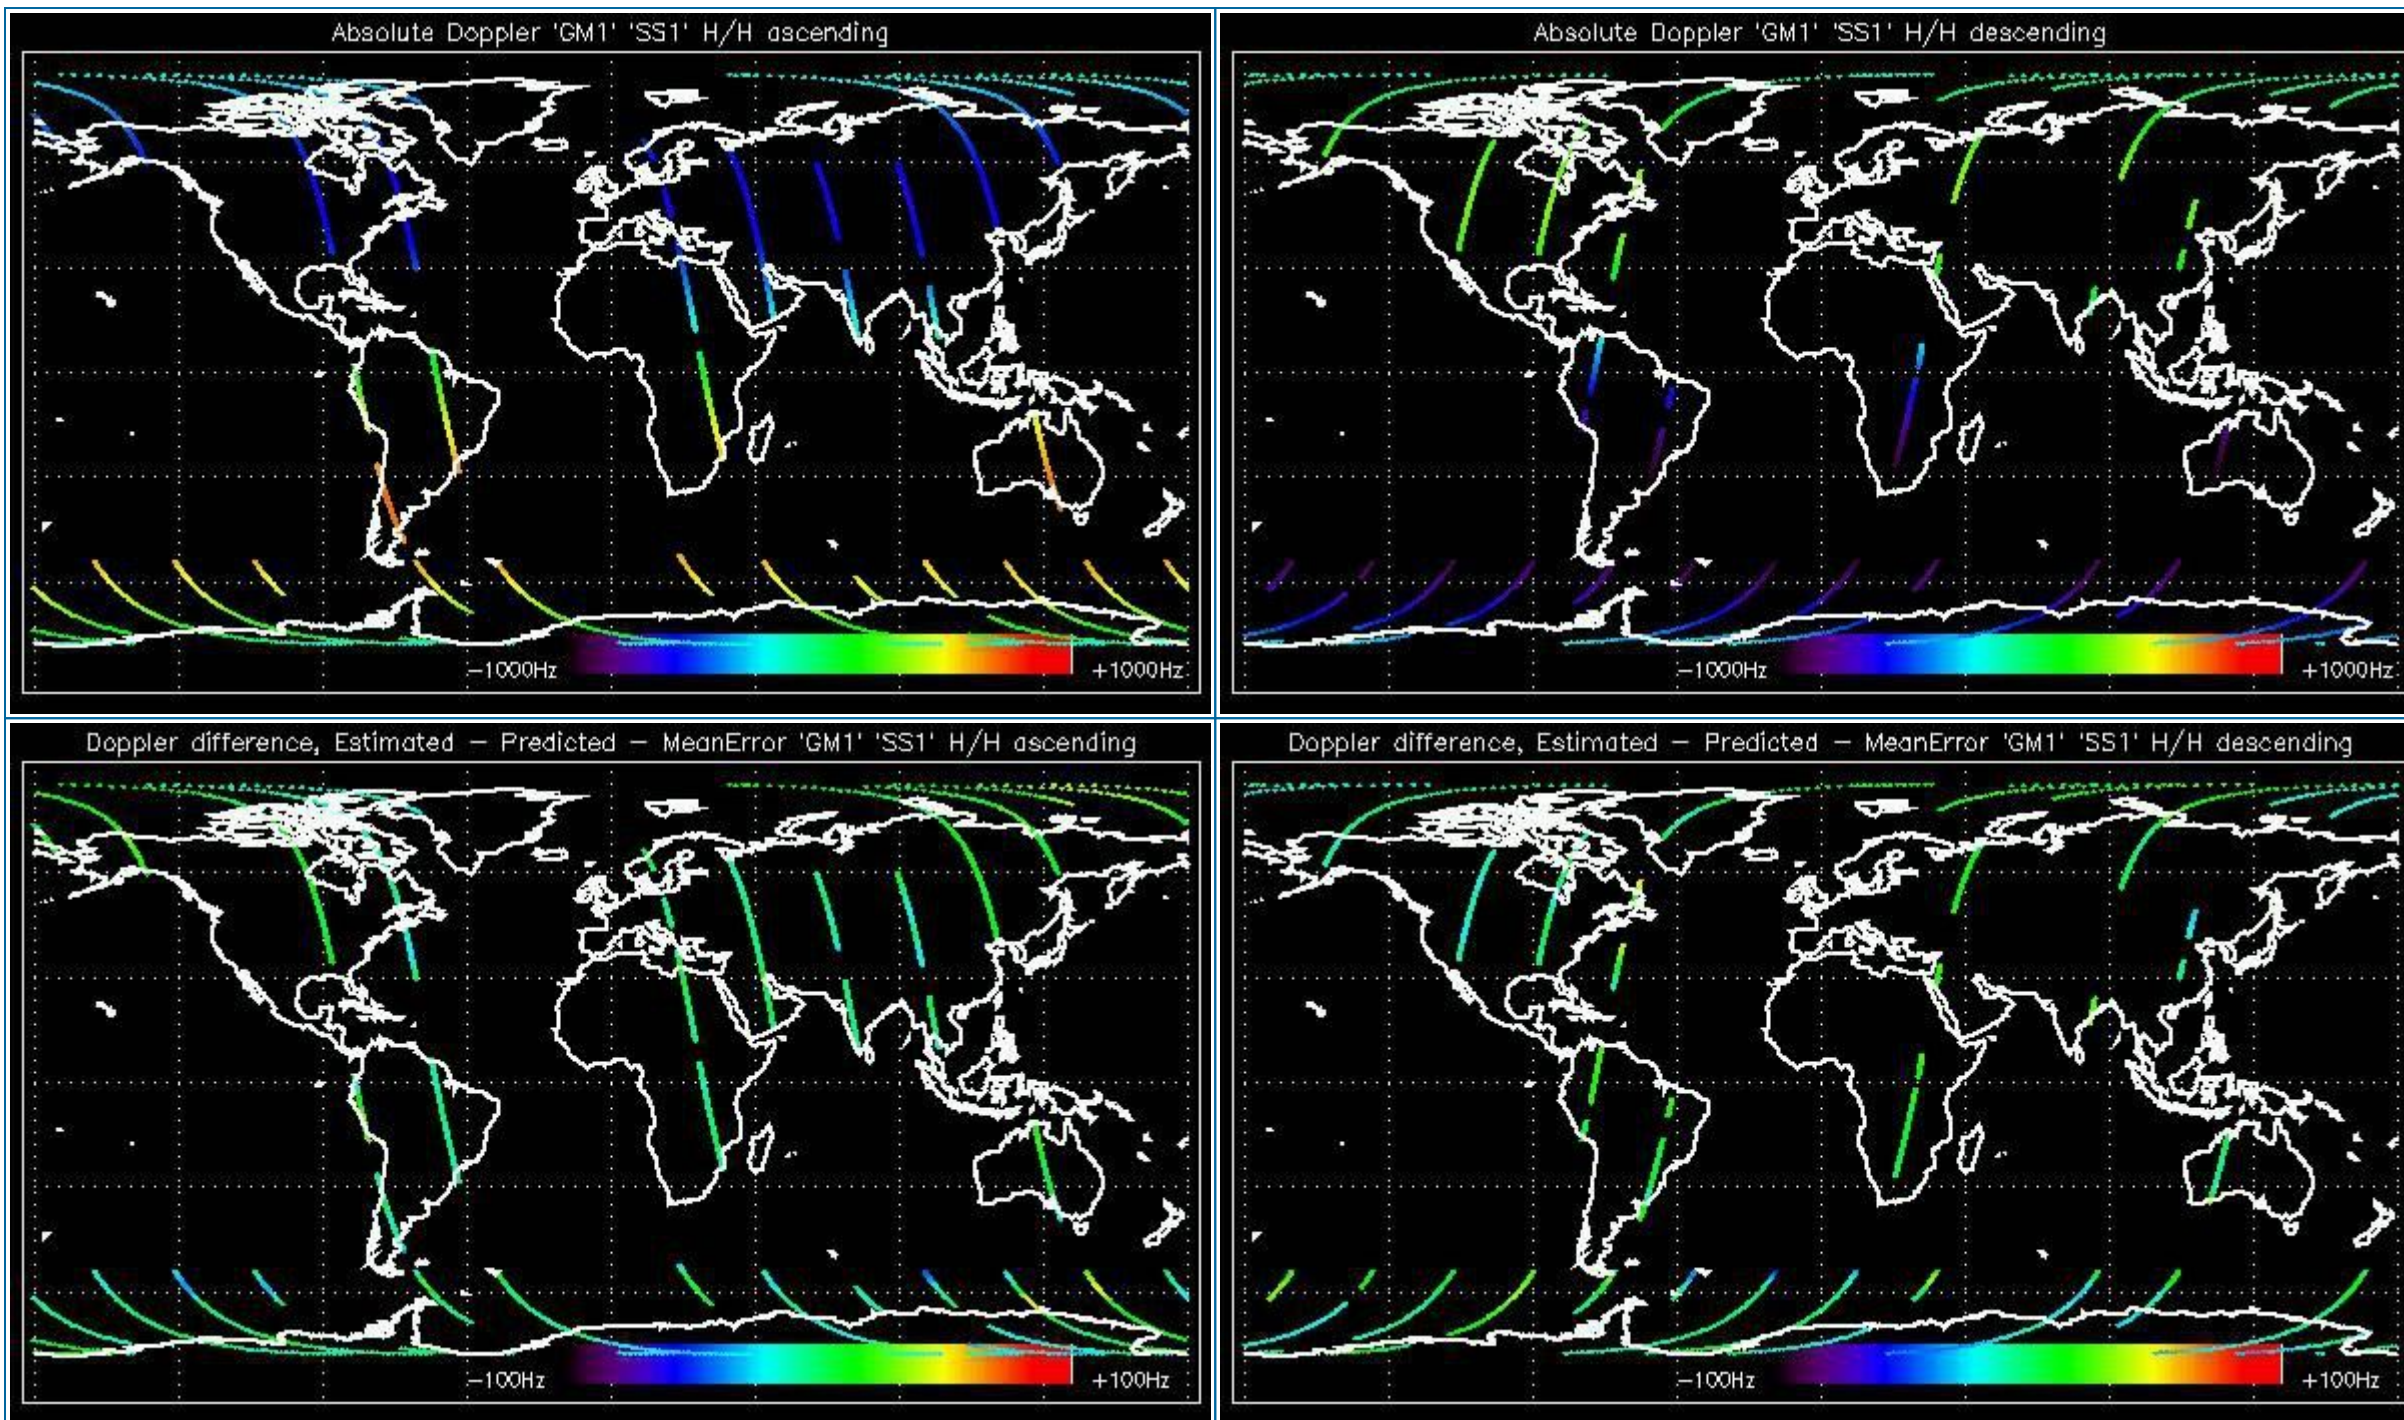 Absolute Doppler 'GM1' 'SS1' H/H ascending
-1000Hz
+1000Hz
Absolute Doppler 'GM1' 'SS1' H/H descending
-1000Hz
+1000Hz
Doppler difference, Estimated - Predicted - MeanError 'GM1' 'SS1' H/H ascending
-100Hz
+100Hz
Doppler difference, Estimated - Predicted - MeanError 'GM1' 'SS1' H/H descending
-100Hz
+100Hz